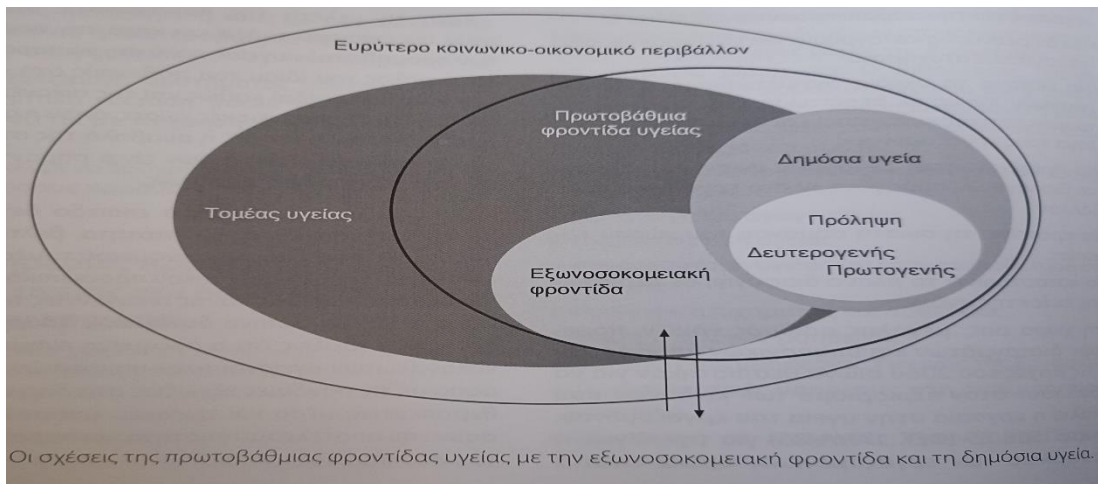 Ευρύτερο κοινωνικο-οικονομικό περιβάλλον
Πρωτοβάθμια
φροντίδα υγείας
Δημόσια υγεία
Τομέας υγείας
Πρόληψη
Δευτερογενής
Πρωτογενής
Εξωνοσοκομειακή
φροντίδα
Οι σχέσεις της πρωτοβάθμιας φροντίδας υγείας με την εξωνοσοκομειακή φροντίδα και τη δημόσια υγεία.